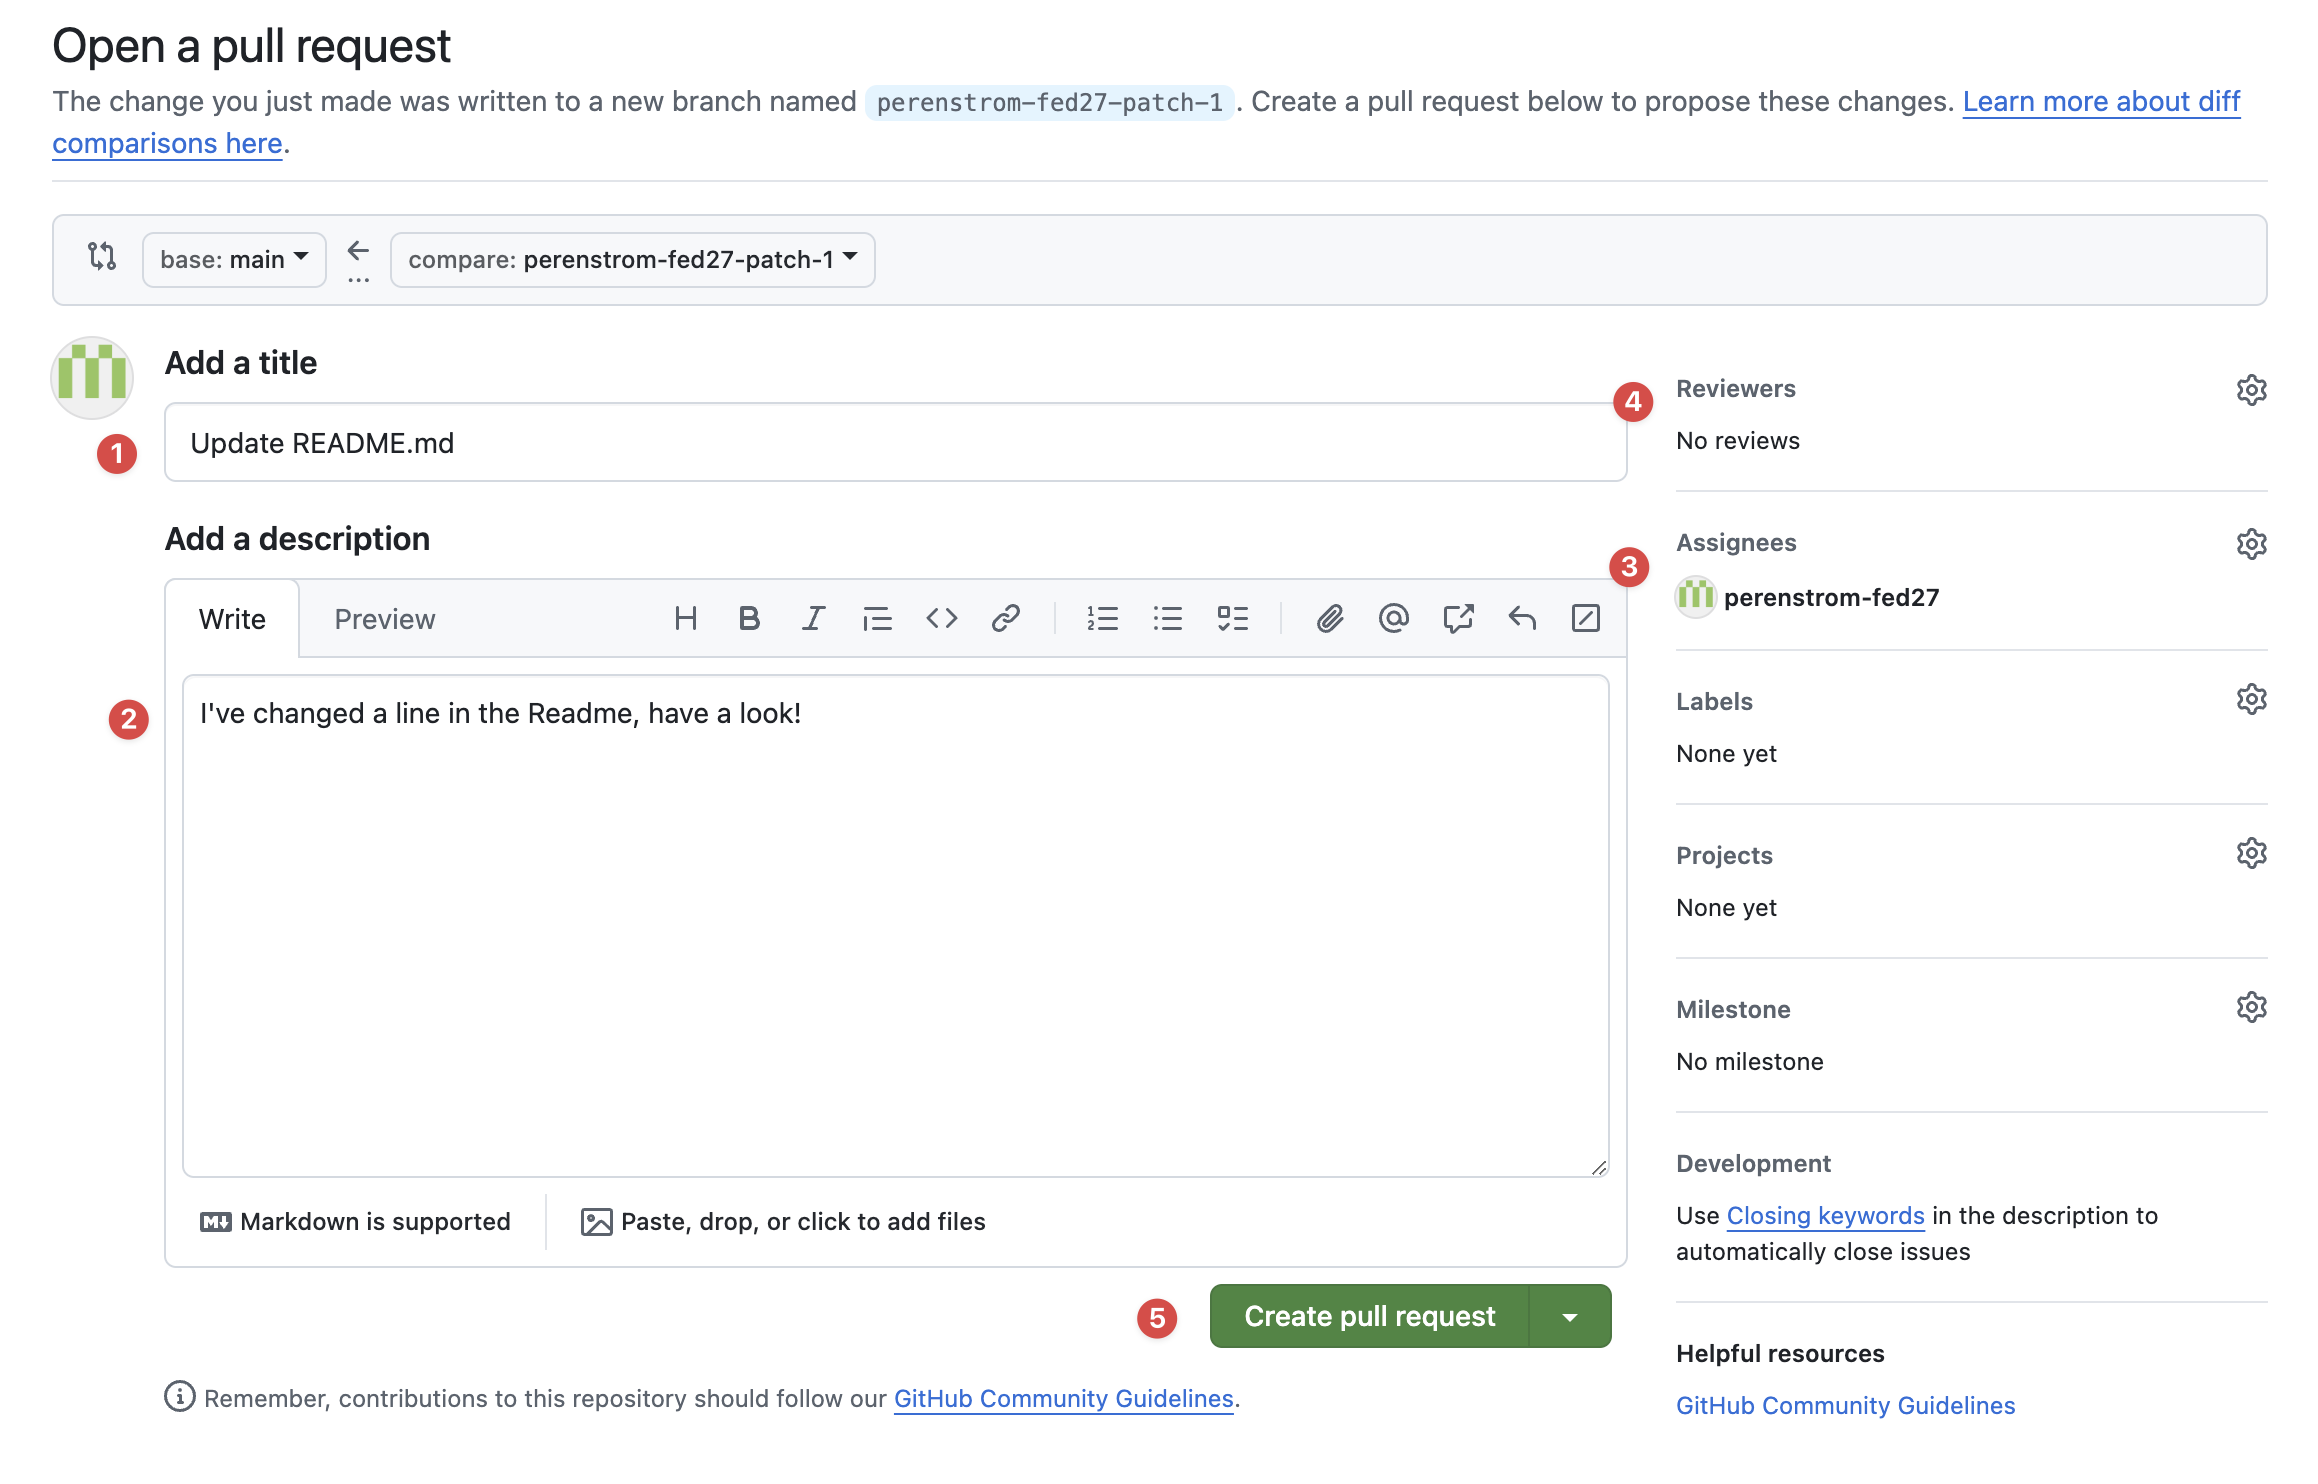 Open a pull request
The change you just made was written to a new branch named perenstrom-fed27-patch-1. Create a pull request below to propose these changes. Learn more about diff
comparisons here.
base: main
...
compare: perenstrom-fed27-patch-1
Add a title
1
Update README.md
Add a description
Write
Preview
2
I've changed a line in the Readme, have a look!
Markdown is supported
Paste, drop, or click to add files
5
Create pull request
Remember, contributions to this repository should follow our GitHub Community Guidelines.
4
Reviewers
No reviews
3
Assignees
perenstrom-fed27
Labels
None yet
Projects
None yet
Milestone
No milestone
Development
Use Closing keywords in the description to
automatically close issues
Helpful resources
GitHub Community Guidelines